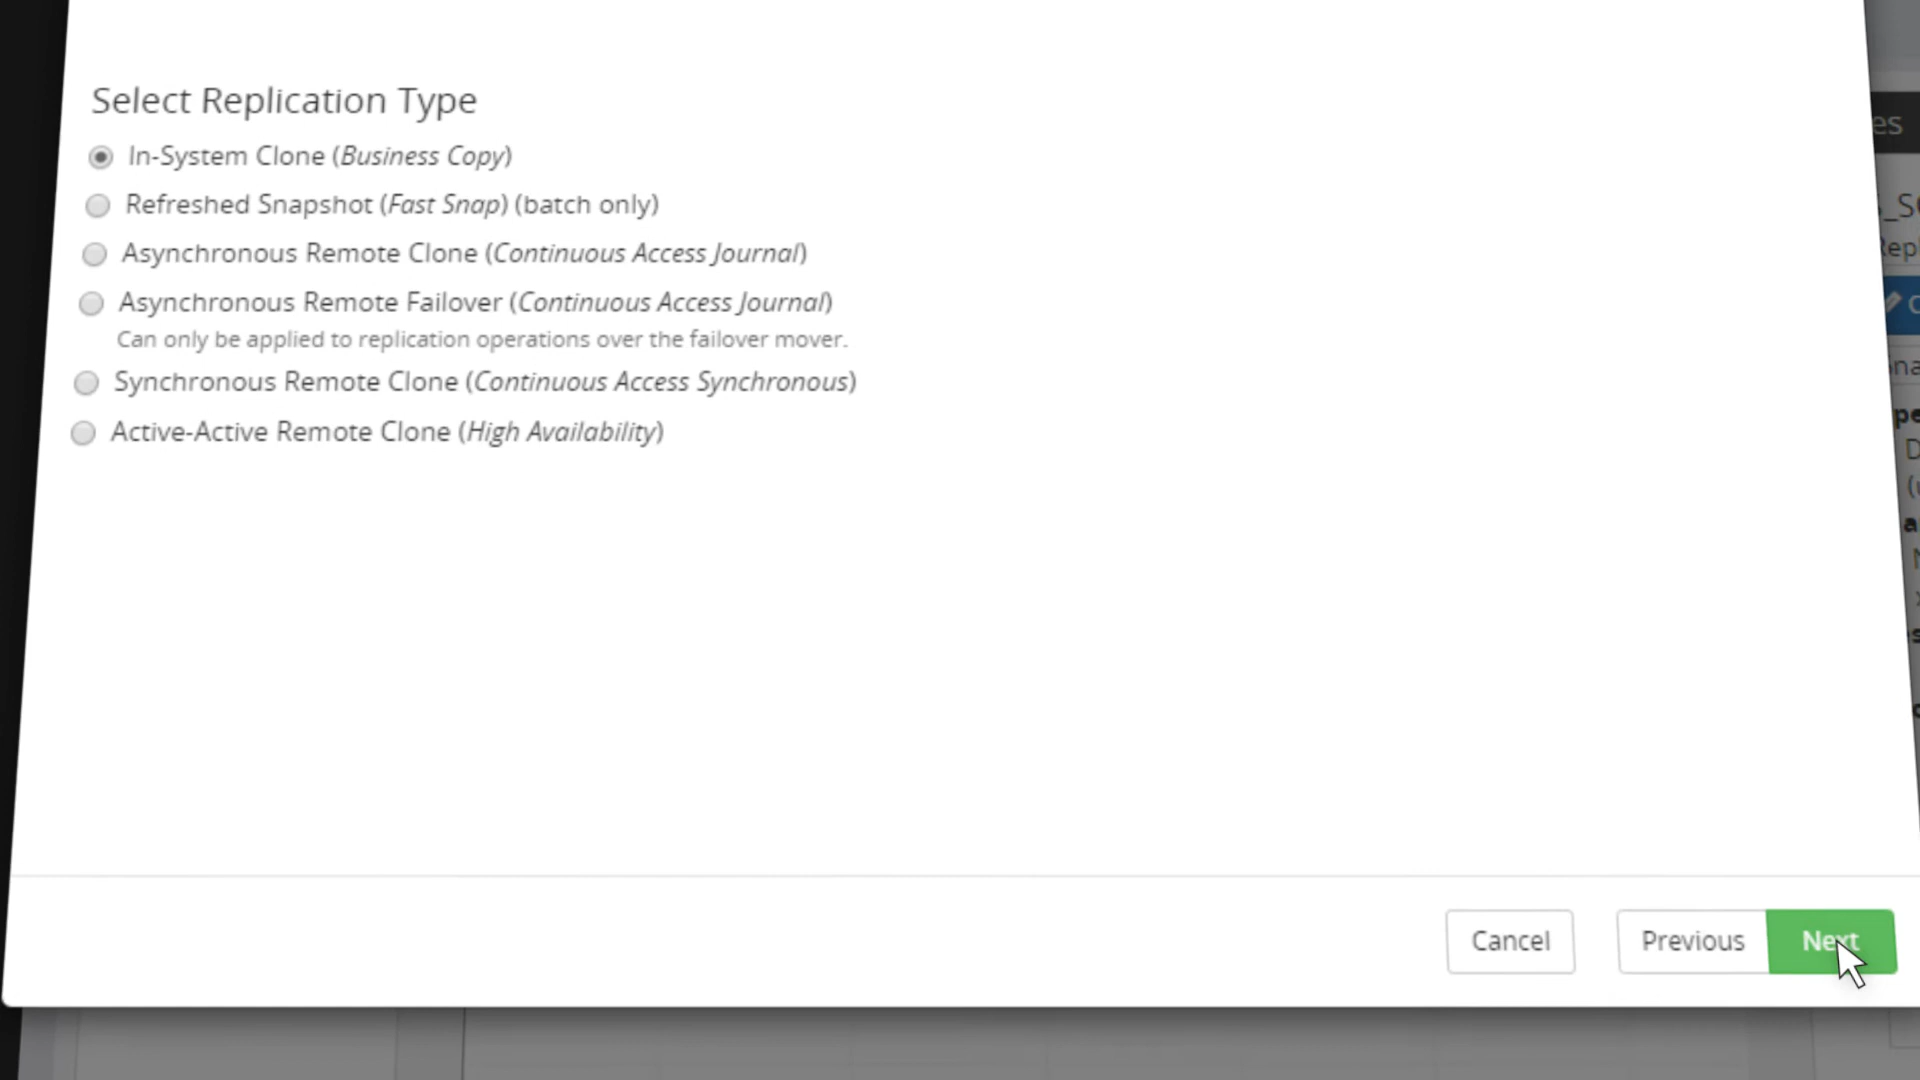 Select Replication Type
In-System Clone (Business Copy)
Refreshed Snapshot (Fast Snap) (batch only)
Asynchronous Remote Clone (Continuous Access Journal)
Asynchronous Remote Failover (Continuous Access Journal)
Can only be applied to replication operations over the failover mover.
Synchronous Remote Clone (Continuous Access Synchronous)
Active-Active Remote Clone (High Availability)
Cancel
Previous
Next